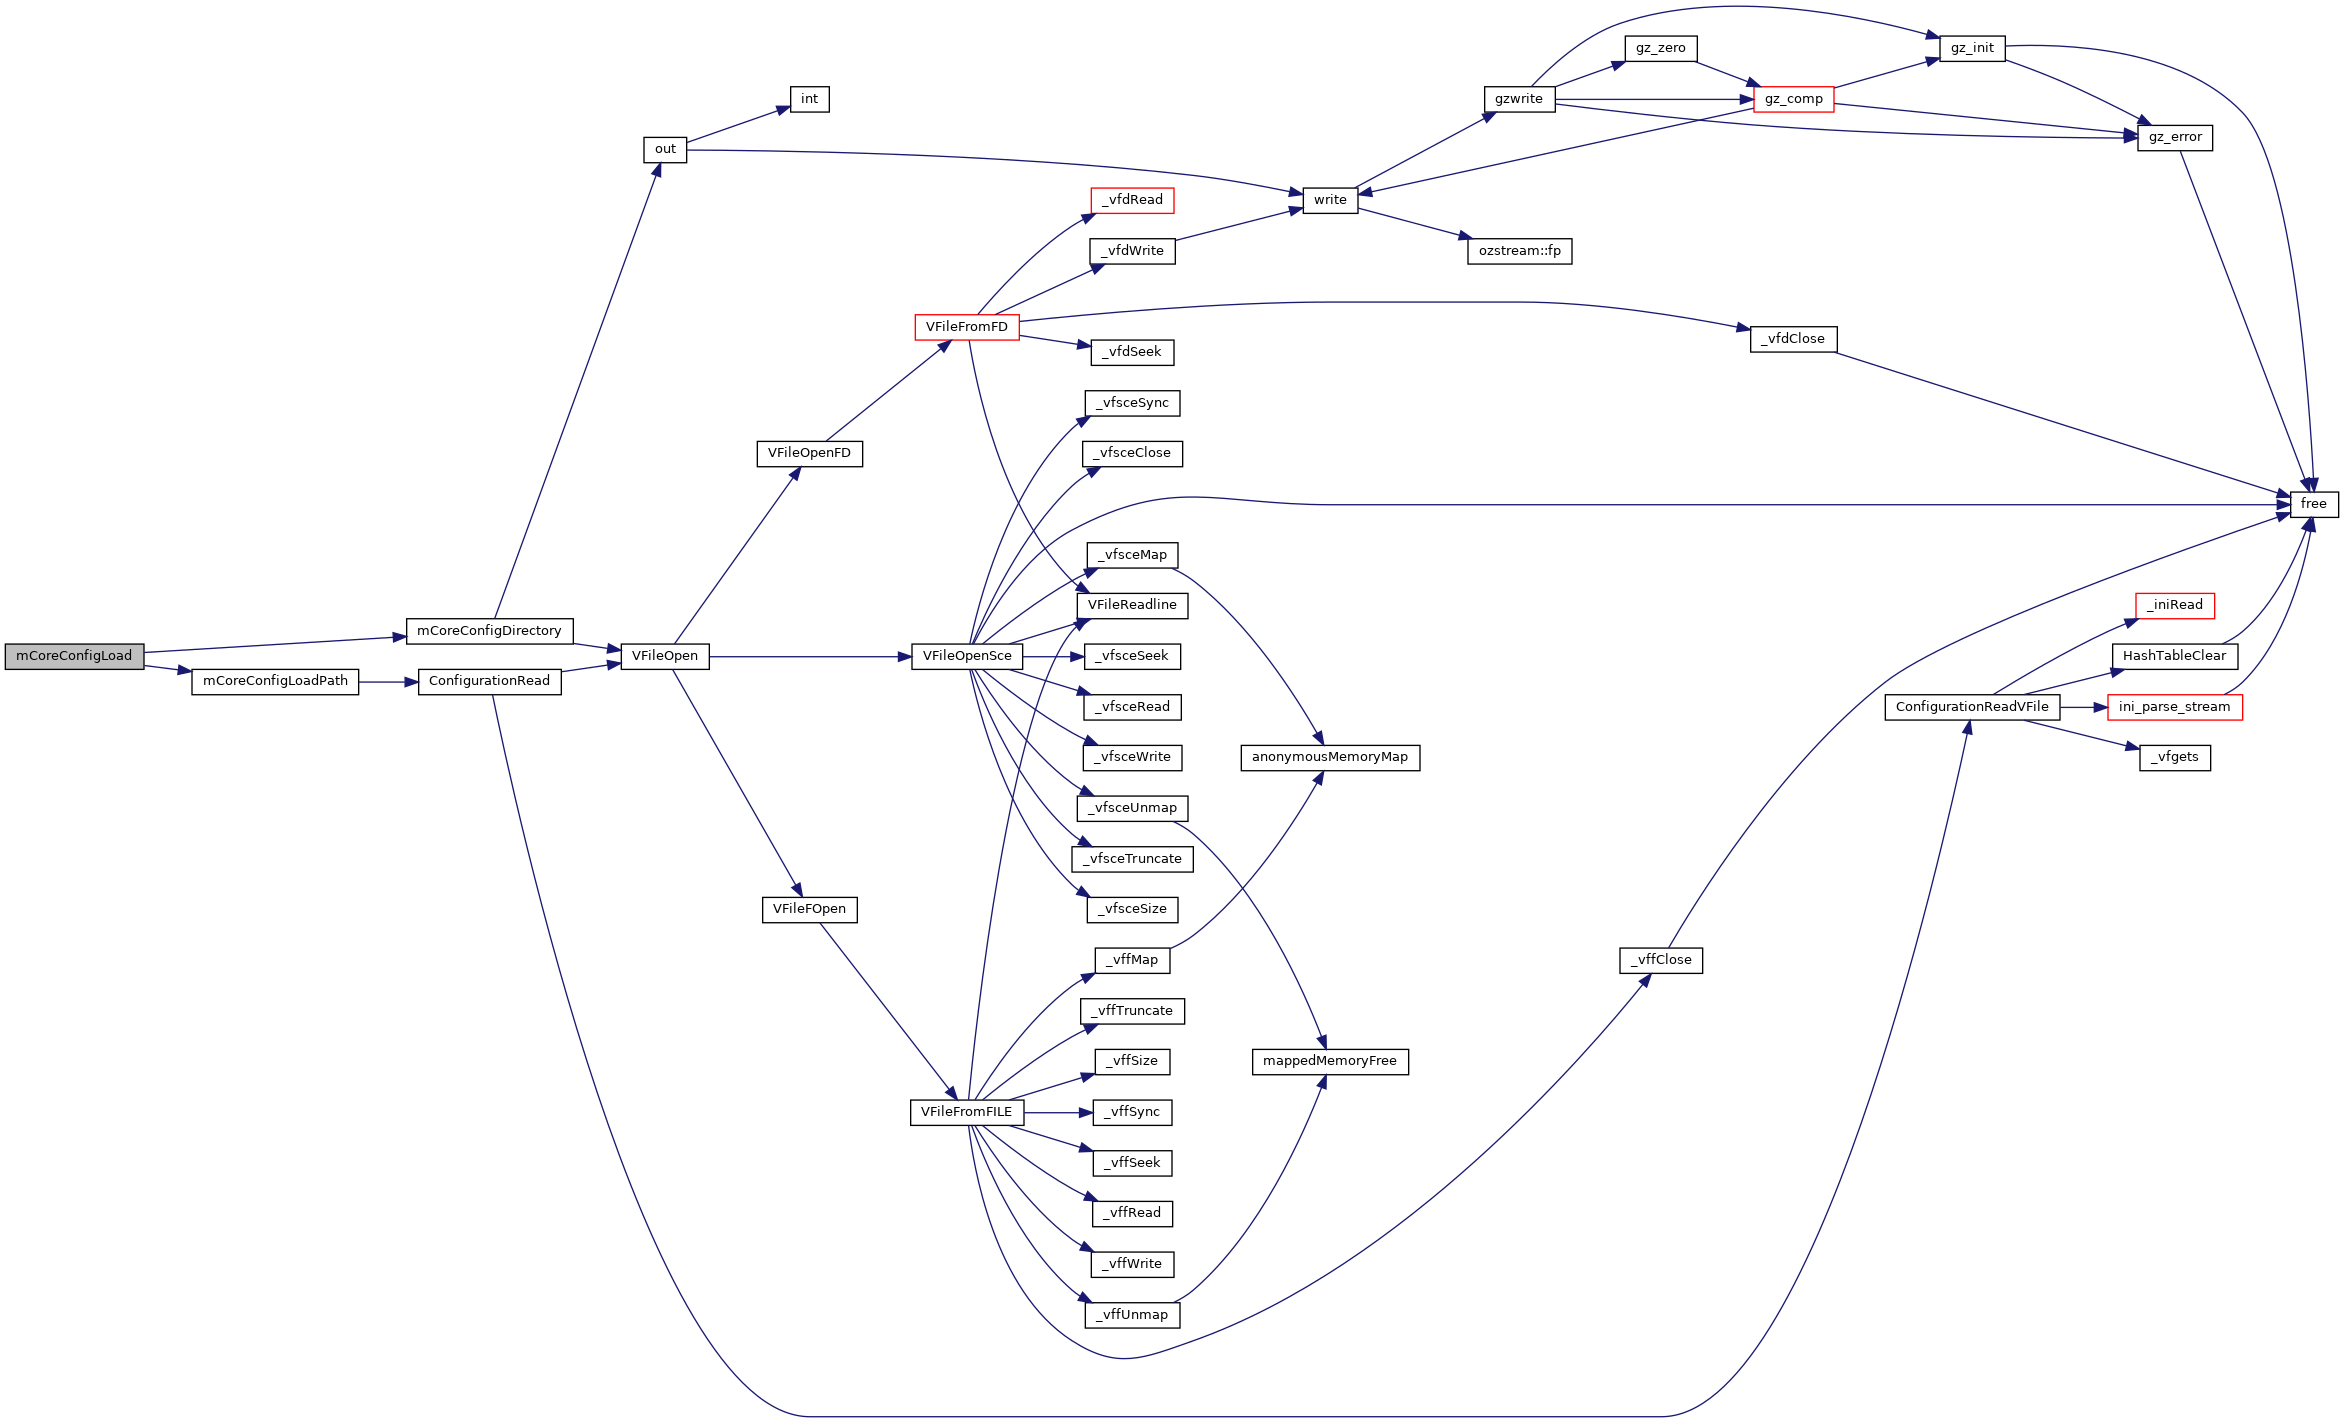 mCoreConfigLoad
mCoreConfigDirectory
mCoreConfigLoadPath
ConfigurationRead
out
int
VFileOpen
VFileOpenFD
VFileFOpen
VFileFromFD
VFileOpenSce
VFileFromFILE
_vfdRead
_vfdWrite
_vfdSeek
_vfsceSync
_vfsceClose
_vfsceMap
VFileReadline
_vfsceSeek
_vfsceRead
_vfsceWrite
_vfsceUnmap
_vfsceTruncate
_vfsceSize
_vffMap
_vffTruncate
_vffSize
_vffSync
_vffSeek
_vffRead
_vffWrite
_vffUnmap
write
anonymousMemoryMap
mappedMemoryFree
gzwrite
ozstream::fp
gz_zero
gz_comp
_vfdClose
_vffClose
gz_init
gz_error
ConfigurationReadVFile
_iniRead
HashTableClear
ini_parse_stream
_vfgets
free